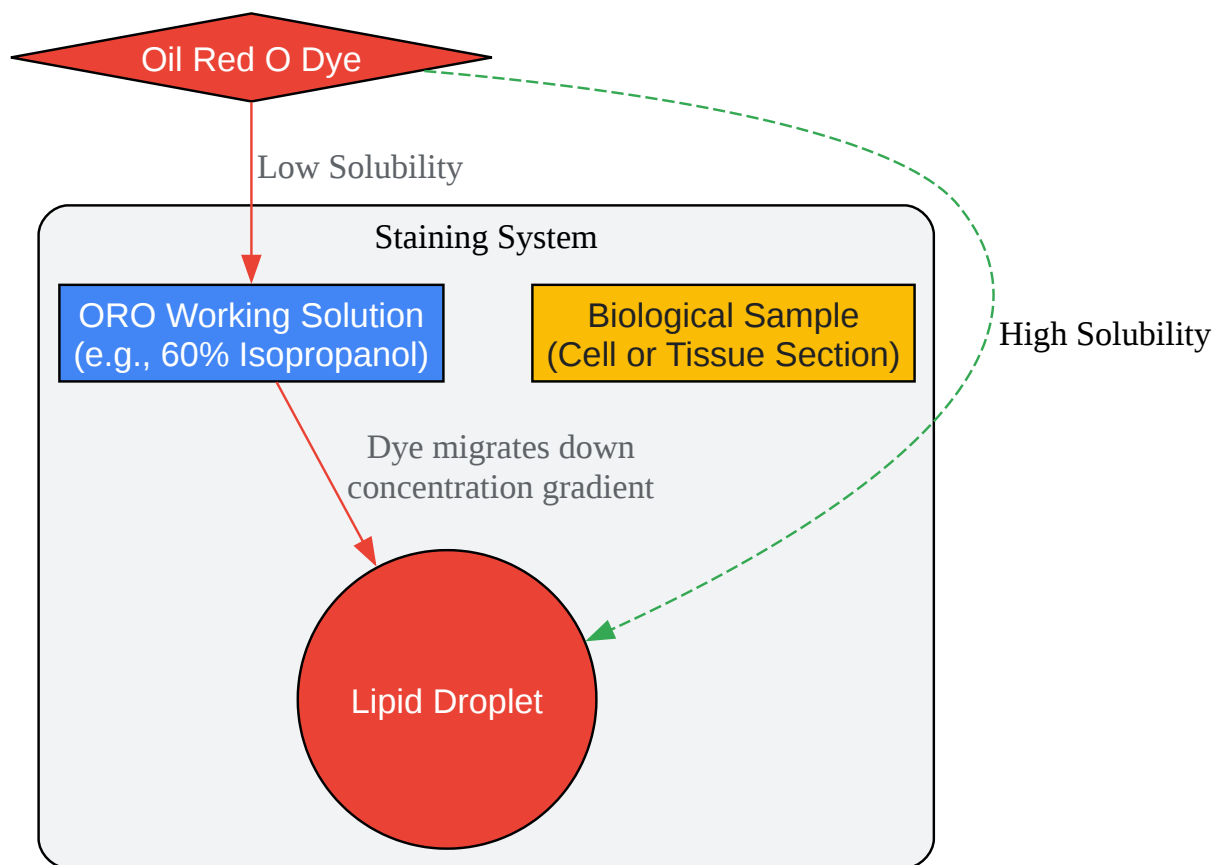 Oil Red O Dye
Low Solubility
Staining System
ORO Working Solution
(e.g., 60% Isopropanol)
Biological Sample
(Cell or Tissue Section)
High Solubility
Dye migrates down
concentration gradient
Lipid Droplet